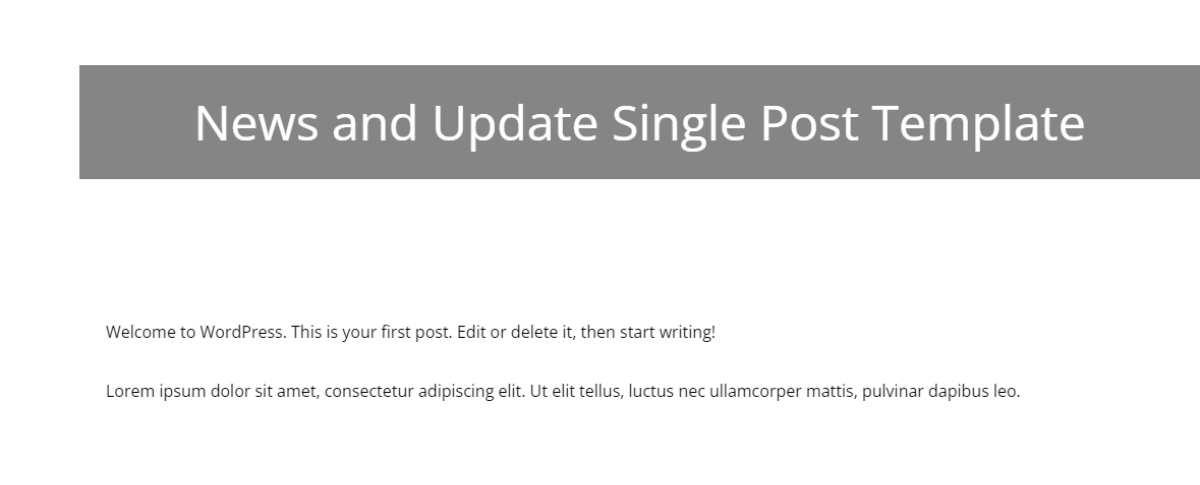 News and Update Single Post Template
Welcome to WordPress. This is your first post. Edit or delete it, then start writing!
Lorem ipsum dolor sit amet, consectetur adipiscing elit. Ut elit tellus, luctus nec ullamcorper mattis, pulvinar dapibus leo.